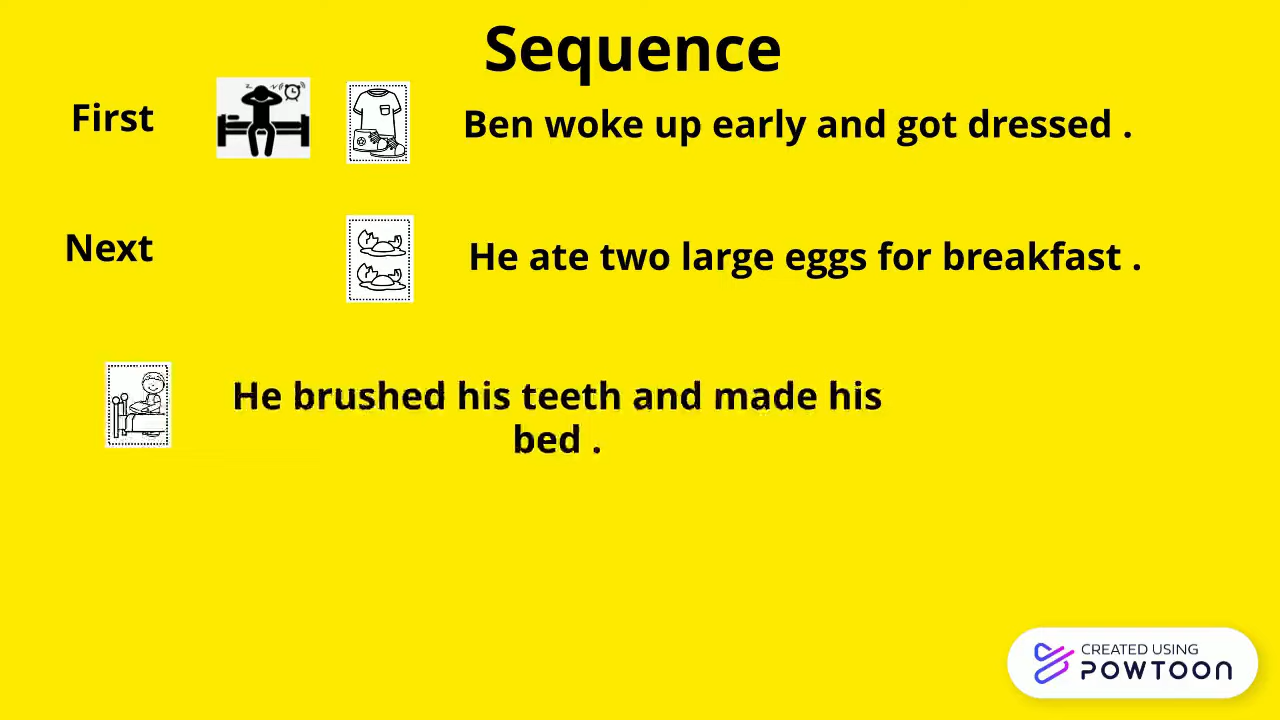 Sequence
First
Ben woke up early and got dressed .
Next
He ate two large eggs for breakfast .
He brushed his teeth and made his
bed .
CREATED USING
POWTOON